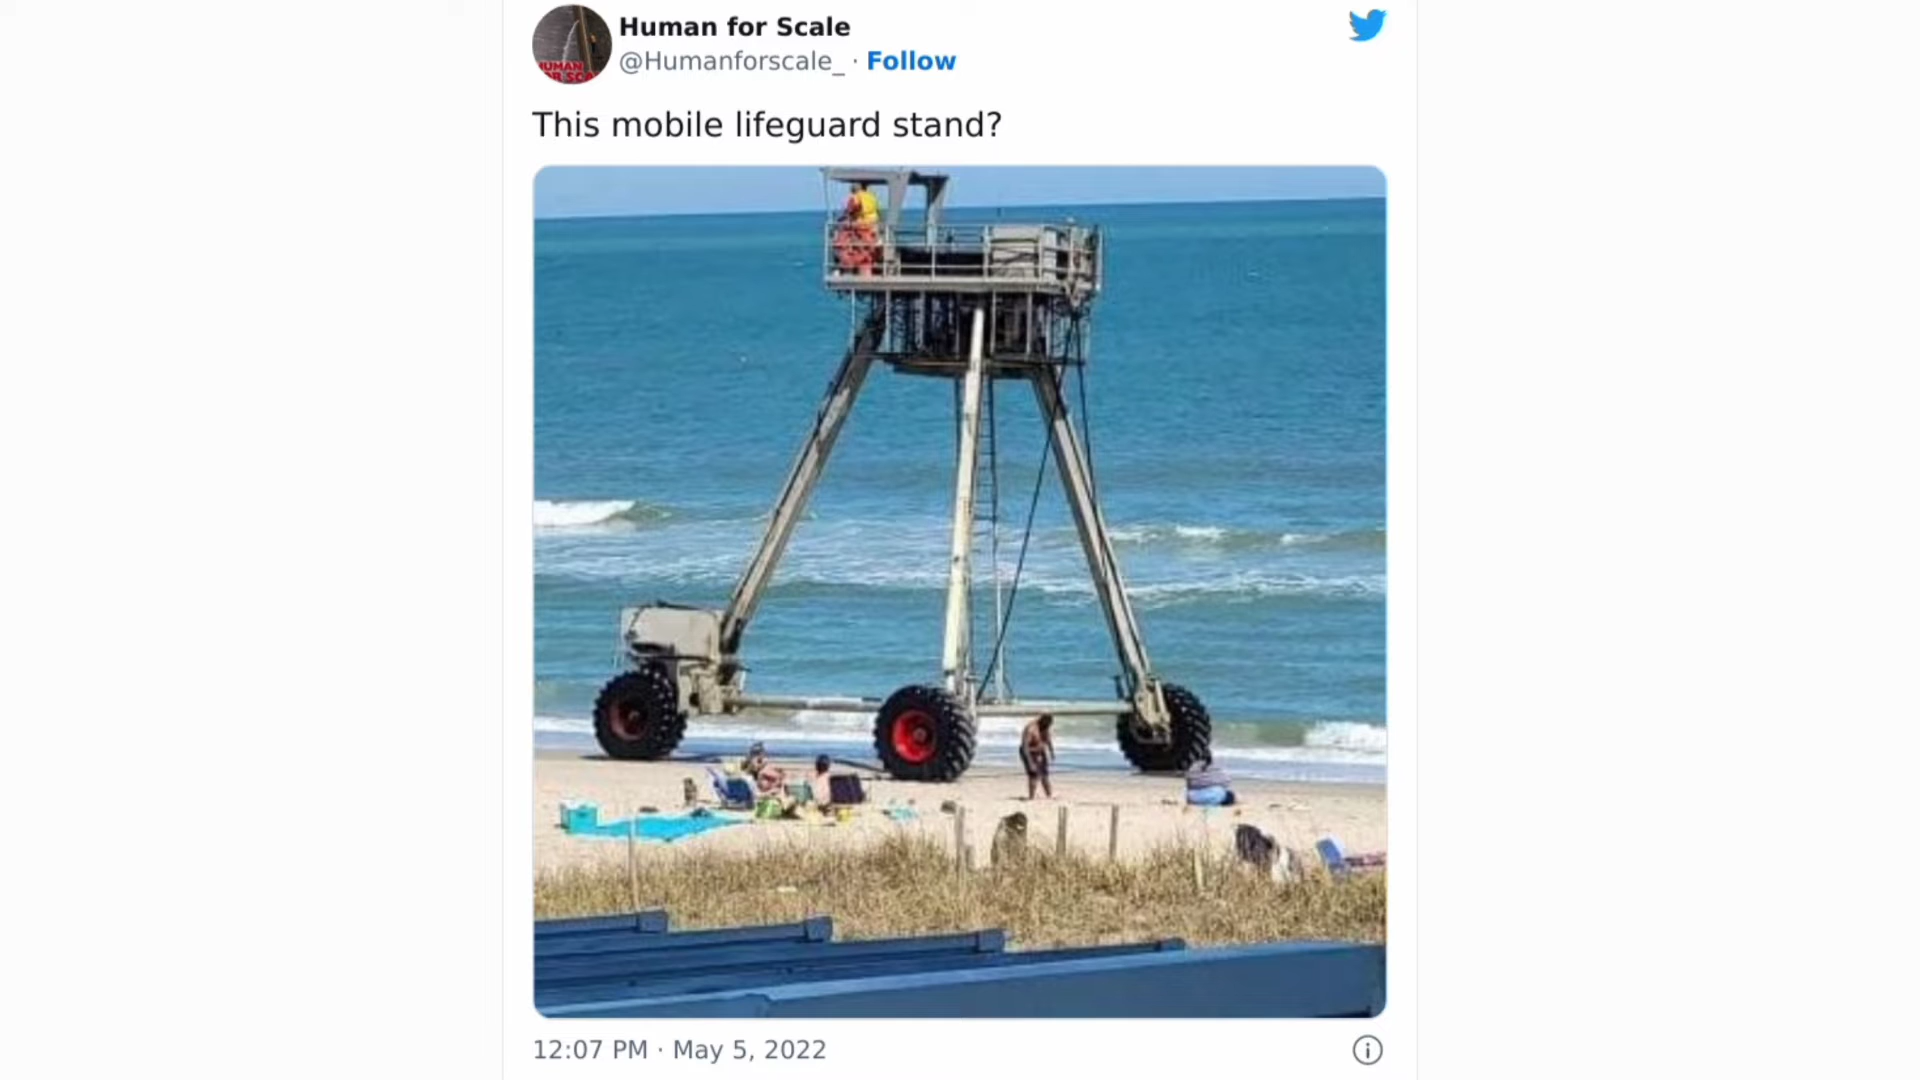 Human for Scale
@Humanforscale_ · Follow
This mobile lifeguard stand?
12:07 PM · May 5, 2022